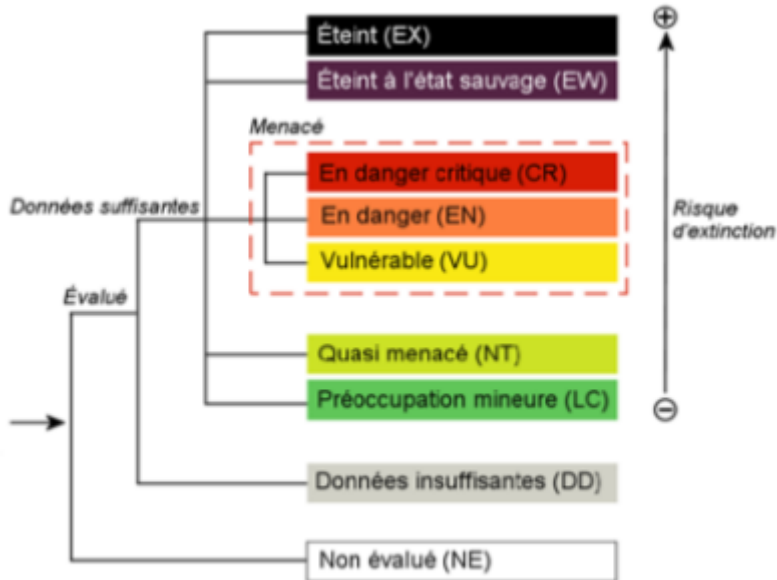 Éteint (EX)
Éteint à l'état sauvage (EW)
Menacé
En danger critique (CR)
Données suffisantes
En danger (EN)
Risque
d'extinction
Vulnérable (VU)
Évalué
Quasi menacé (NT)
Préoccupation mineure (LC)
Données insuffisantes (DD)
Non évalué (NE)